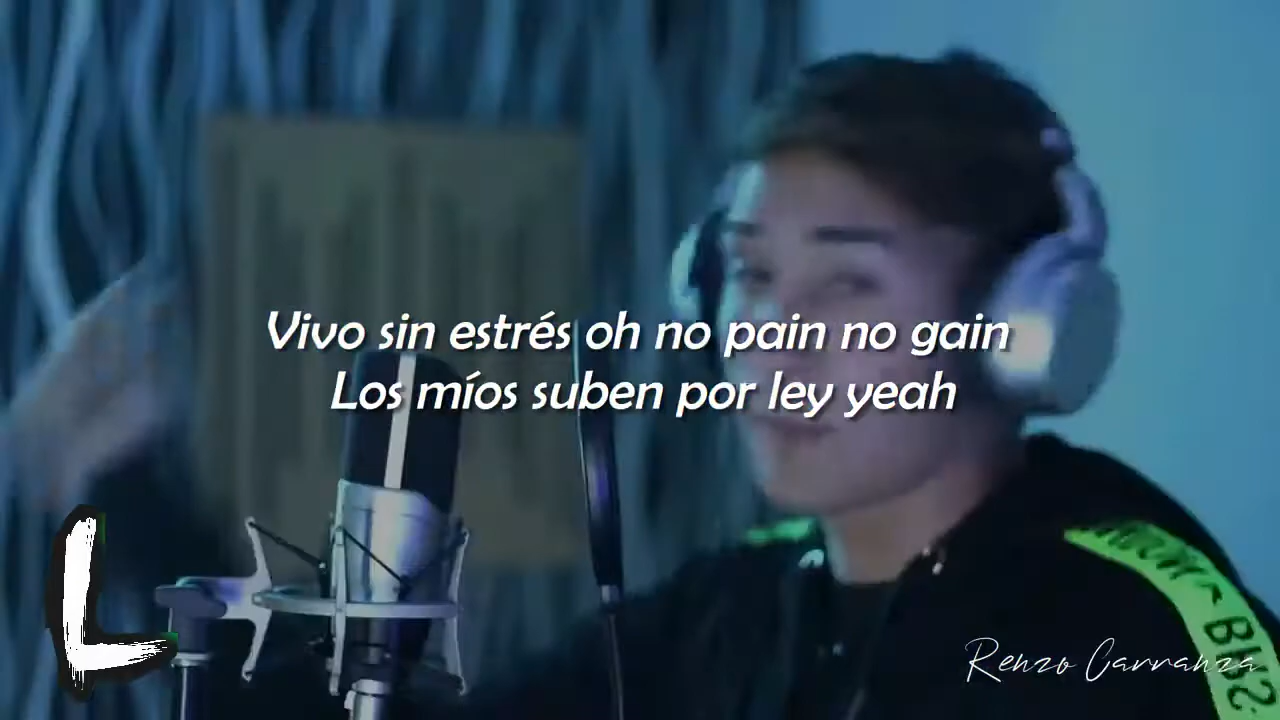 Vivo sin estrés oh no pain no gain
Los míos suben por ley yeah
L
Renzo Carranza